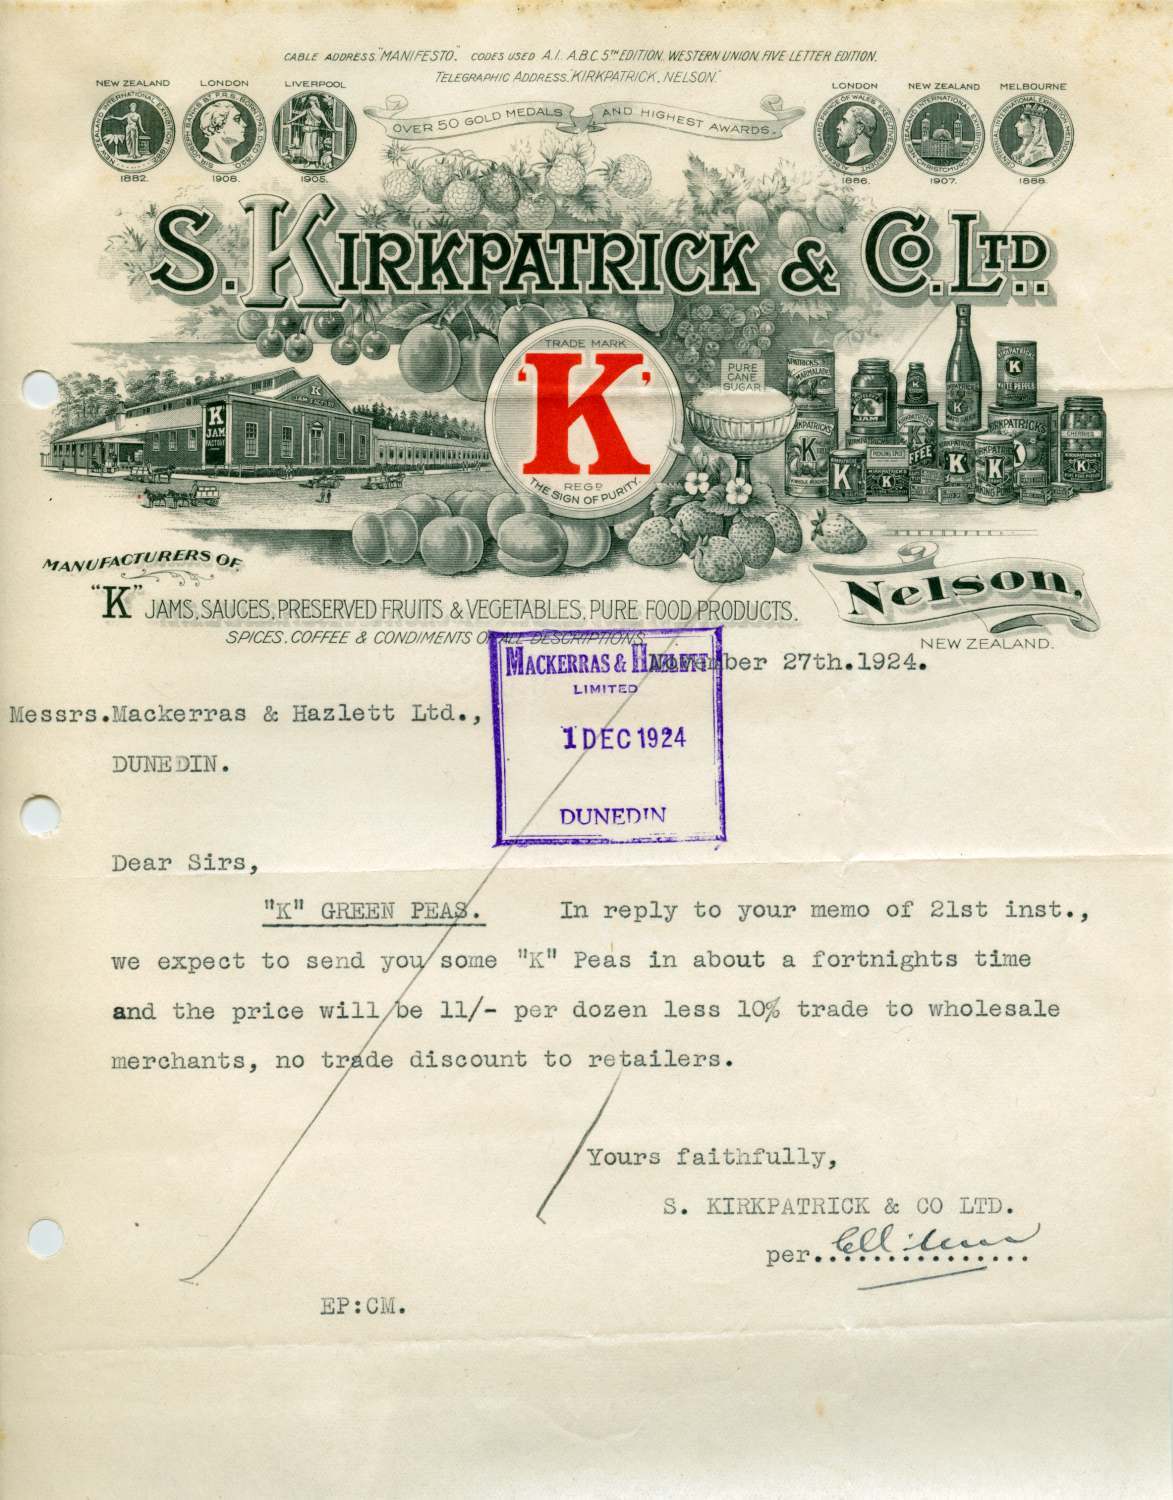 CABLE ADDRESS "MANIFESTO". CODES USED A.I. A.B.C 5TH EDITION. WESTERN UNION. FIVE LETTER EDITION.
TELEGRAPHIC ADDRESS. "KIRKPATRICK. NELSON."
NEW ZEALAND LONDON LIVERPOOL LONDON NEW ZEALAND MELBOURNE
OVER 50 GOLD MEDALS AND HIGHEST AWARDS.
1882. 1908. 1905. 1886. 1907. 1888.
S. KIRKPATRICK & CO. LTD.
TRADE MARK
'K'
REGD
THE SIGN OF PURITY.
PURE
CANE
SUGAR
K
K
JAM
FACTORY
MANUFACTURERS OF
"K" JAMS, SAUCES, PRESERVED FRUITS & VEGETABLES, PURE FOOD PRODUCTS.
SPICES. COFFEE & CONDIMENTS OF ALL DESCRIPTIONS
Nelson,
NEW ZEALAND.
November 27th.1924.
MACKERRAS & HAZLETT
LIMITED
1 DEC 1924
DUNEDIN
Messrs.Mackerras & Hazlett Ltd.,
DUNEDIN.
Dear Sirs,
"K" GREEN PEAS. In reply to your memo of 21st inst.,
we expect to send you some "K" Peas in about a fortnights time
and the price will be 11/- per dozen less 10% trade to wholesale
merchants, no trade discount to retailers.
Yours faithfully,
S. KIRKPATRICK & CO LTD.
per................
EP:CM.